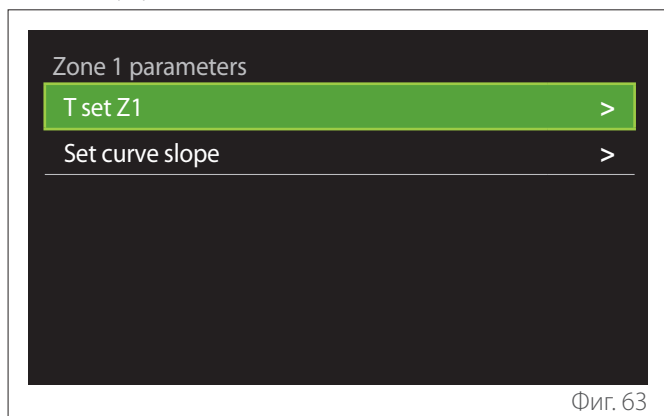 Zone 1 parameters
T set Z1 >
Set curve slope >
Фиг. 63